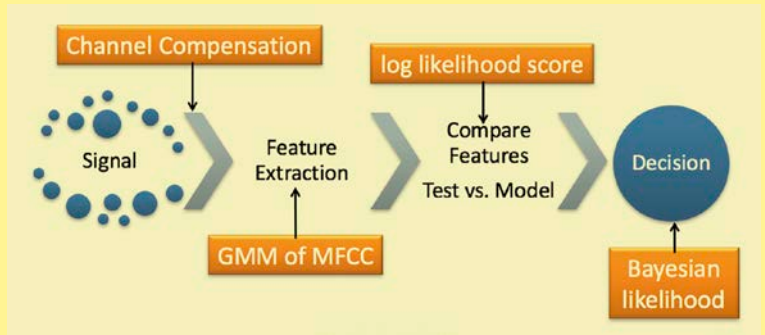 Channel Compensation
log likelihood score
Signal
Feature
Extraction
Compare
Features
Test vs. Model
Decision
GMM of MFCC
Bayesian
likelihood